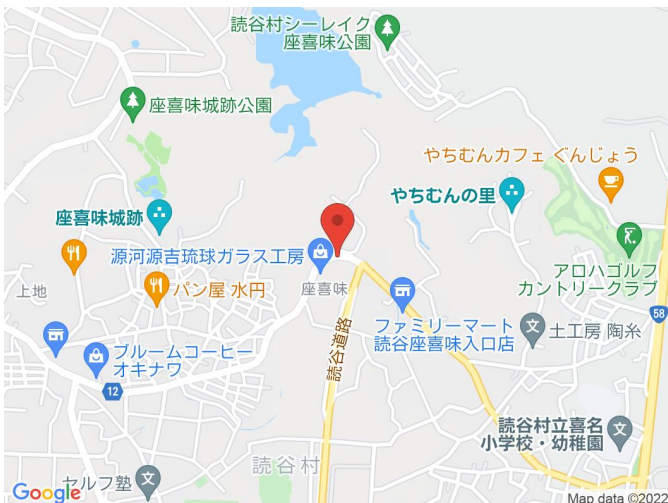 読谷村シーレイク
座喜味公園
座喜味城跡公園
やちむんカフェ ぐんじょう
やちむんの里
座喜味城跡
源河源吉琉球ガラス工房
アロハゴルフ
カントリークラブ
上地
パン屋 水円
座喜味
58
ファミリーマート
読谷座喜味入口店
土工房 陶糸
ブルームコーヒー
オキナワ
読谷道路
12
読谷村立喜名
小学校・幼稚園
読谷村
ヤルフ塾
Google
Map data ©2022